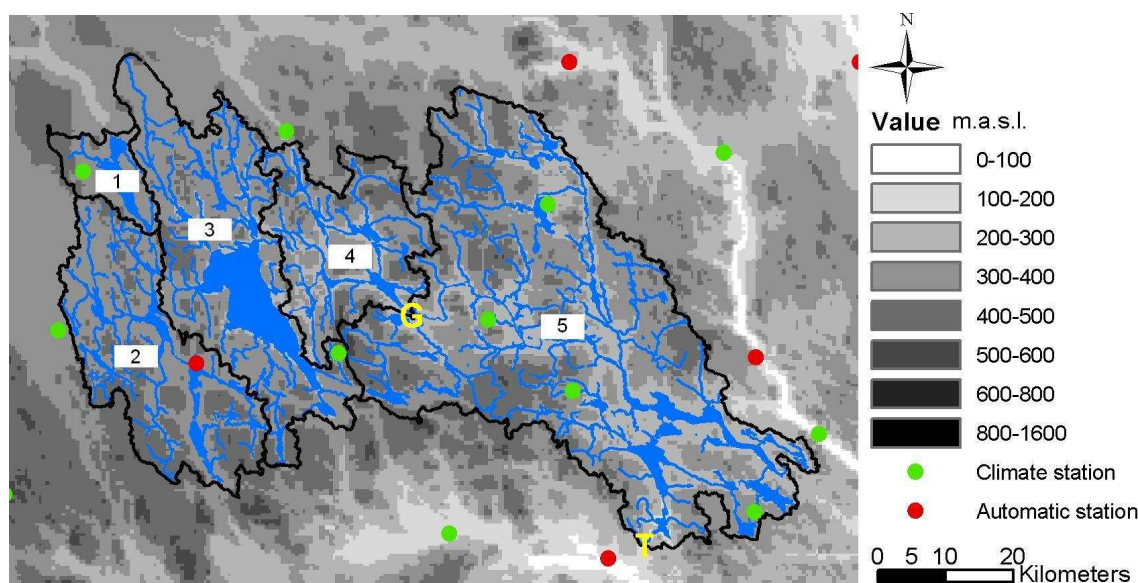 N
Value m.a.s.l.
0-100
100-200
200-300
300-400
400-500
500-600
600-800
800-1600
Climate station
Automatic station
0 5 10 20
Kilometers
1
2
3
4
5
G
T